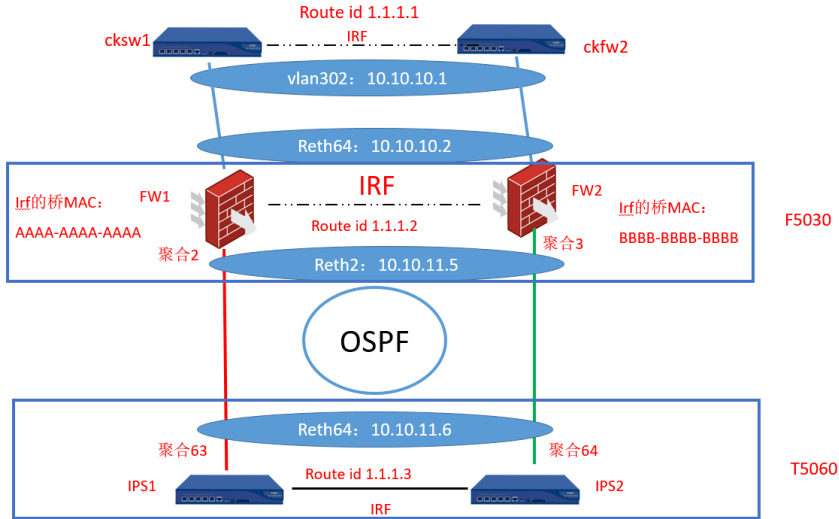 Route id 1.1.1.1
cksw1
IRF
ckfw2
vlan302：10.10.10.1
Reth64：10.10.10.2
FW1
IRF
FW2
Irf的桥MAC：
AAAA-AAAA-AAAA
Irf的桥MAC：
BBBB-BBBB-BBBB
F5030
Route id 1.1.1.2
聚合2
聚合3
Reth2：10.10.11.5
OSPF
Reth64：10.10.11.6
聚合63
聚合64
Route id 1.1.1.3
T5060
IPS1
IPS2
IRF